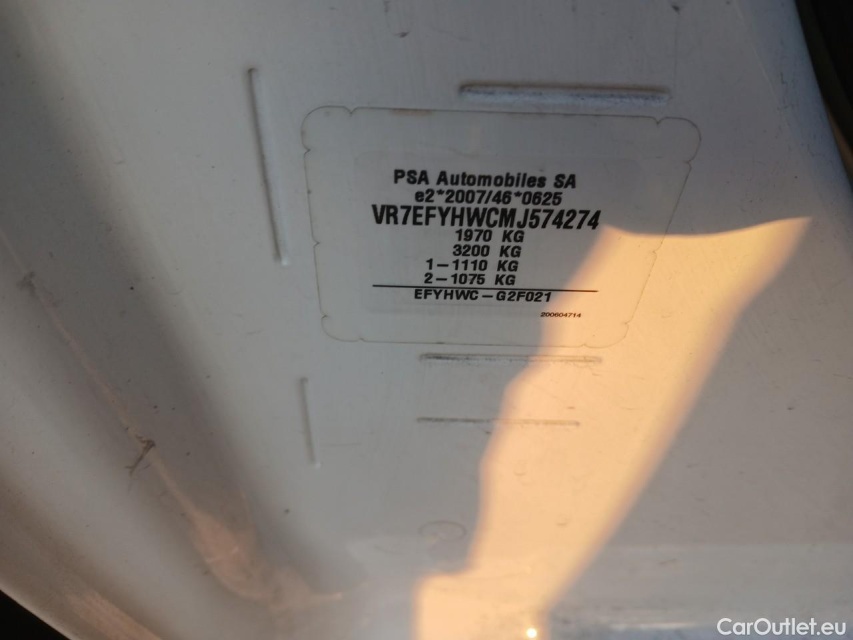 PSA Automobiles SA
e2*2007/46*0625
VR7EFYHWCMJ574274
1970 KG
3200 KG
1-1110 KG
2-1075 KG
EFYHWC-G2F021
200604714
CarOutlet.eu